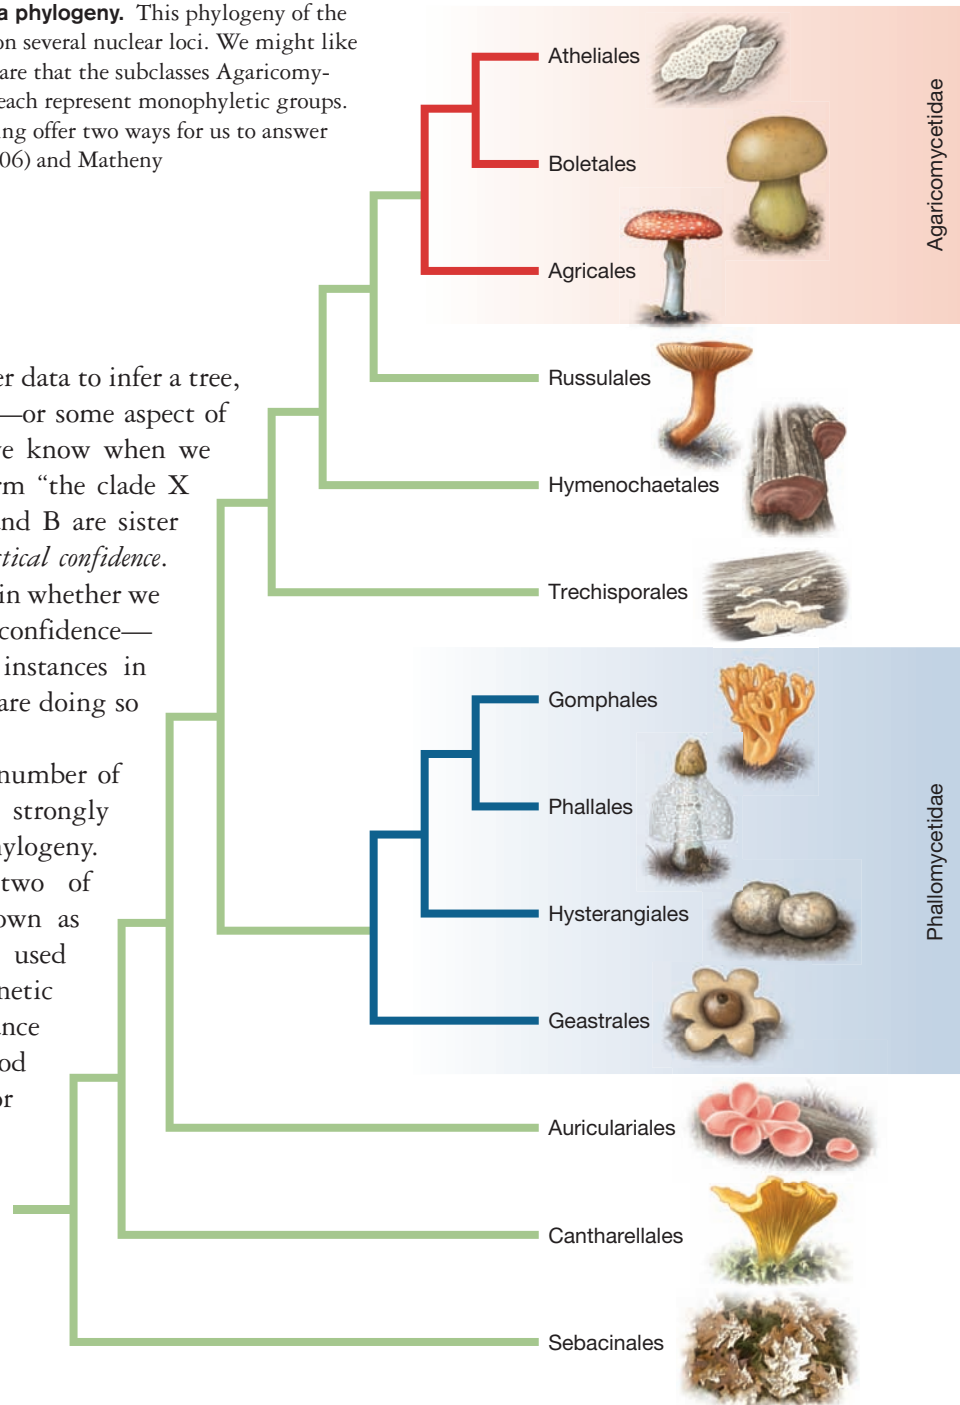 a phylogeny. This phylogeny of the
on several nuclear loci. We might like
are that the subclasses Agaricomy-
each represent monophyletic groups.
ing offer two ways for us to answer
06) and Matheny
er data to infer a tree,
—or some aspect of
e know when we
rm “the clade X
nd B are sister
tical confidence.
in whether we
confidence—
instances in
are doing so
number of
strongly
hylogeny.
two of
own as
used
netic
ance
od
or
Atheliales
Boletales
Agricales
Russulales
Hymenochaetales
Trechisporales
Gomphales
Phallales
Hysterangiales
Geastrales
Auriculariales
Cantharellales
Sebacinales
Agaricomycetidae
Phallomycetidae